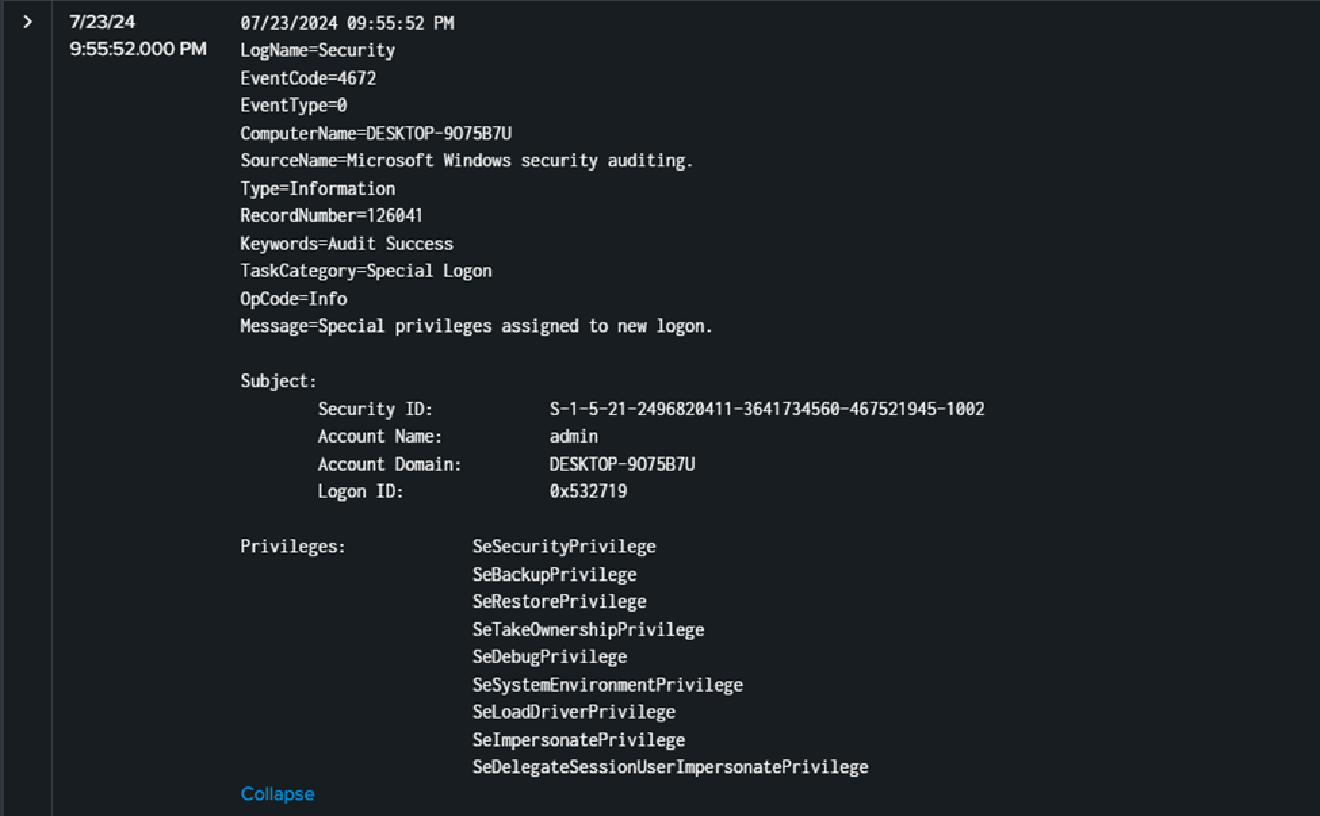 >
7/23/24
9:55:52.000 PM
07/23/2024 09:55:52 PM
LogName=Security
EventCode=4672
EventType=0
ComputerName=DESKTOP-9O75B7U
SourceName=Microsoft Windows security auditing.
Type=Information
RecordNumber=126041
Keywords=Audit Success
TaskCategory=Special Logon
OpCode=Info
Message=Special privileges assigned to new logon.
Subject:
Security ID: S-1-5-21-2496820411-3641734560-467521945-1002
Account Name: admin
Account Domain: DESKTOP-9O75B7U
Logon ID: 0x532719
Privileges: SeSecurityPrivilege
SeBackupPrivilege
SeRestorePrivilege
SeTakeOwnershipPrivilege
SeDebugPrivilege
SeSystemEnvironmentPrivilege
SeLoadDriverPrivilege
SeImpersonatePrivilege
SeDelegateSessionUserImpersonatePrivilege
Collapse